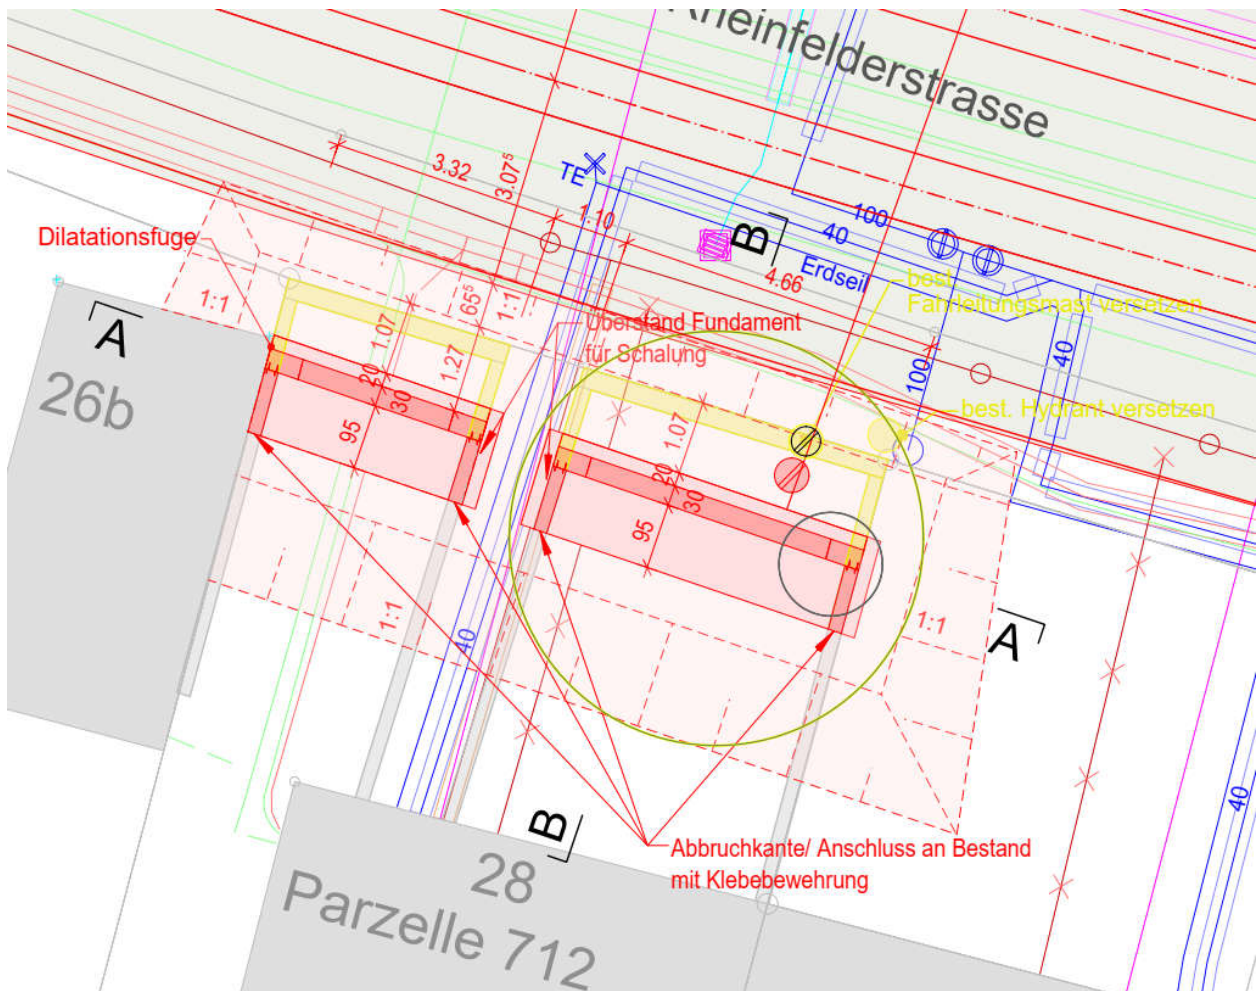 Rheinfelderstrasse
3.32
3.07⁵
TE
1.10
100
40
B
Erdseil
4.66
best.
Fahrleitungsmast versetzen
Dilatationsfuge
1:1
65⁵
1:1
1.07
Überstand Fundament
für Schalung
A
26b
1.27
20
30
95
100
40
best. Hydrant versetzen
1.07
20
30
95
1:1
40
1:1
A
40
B
Abbruchkante/ Anschluss an Bestand
mit Klebebewehrung
28
Parzelle 712